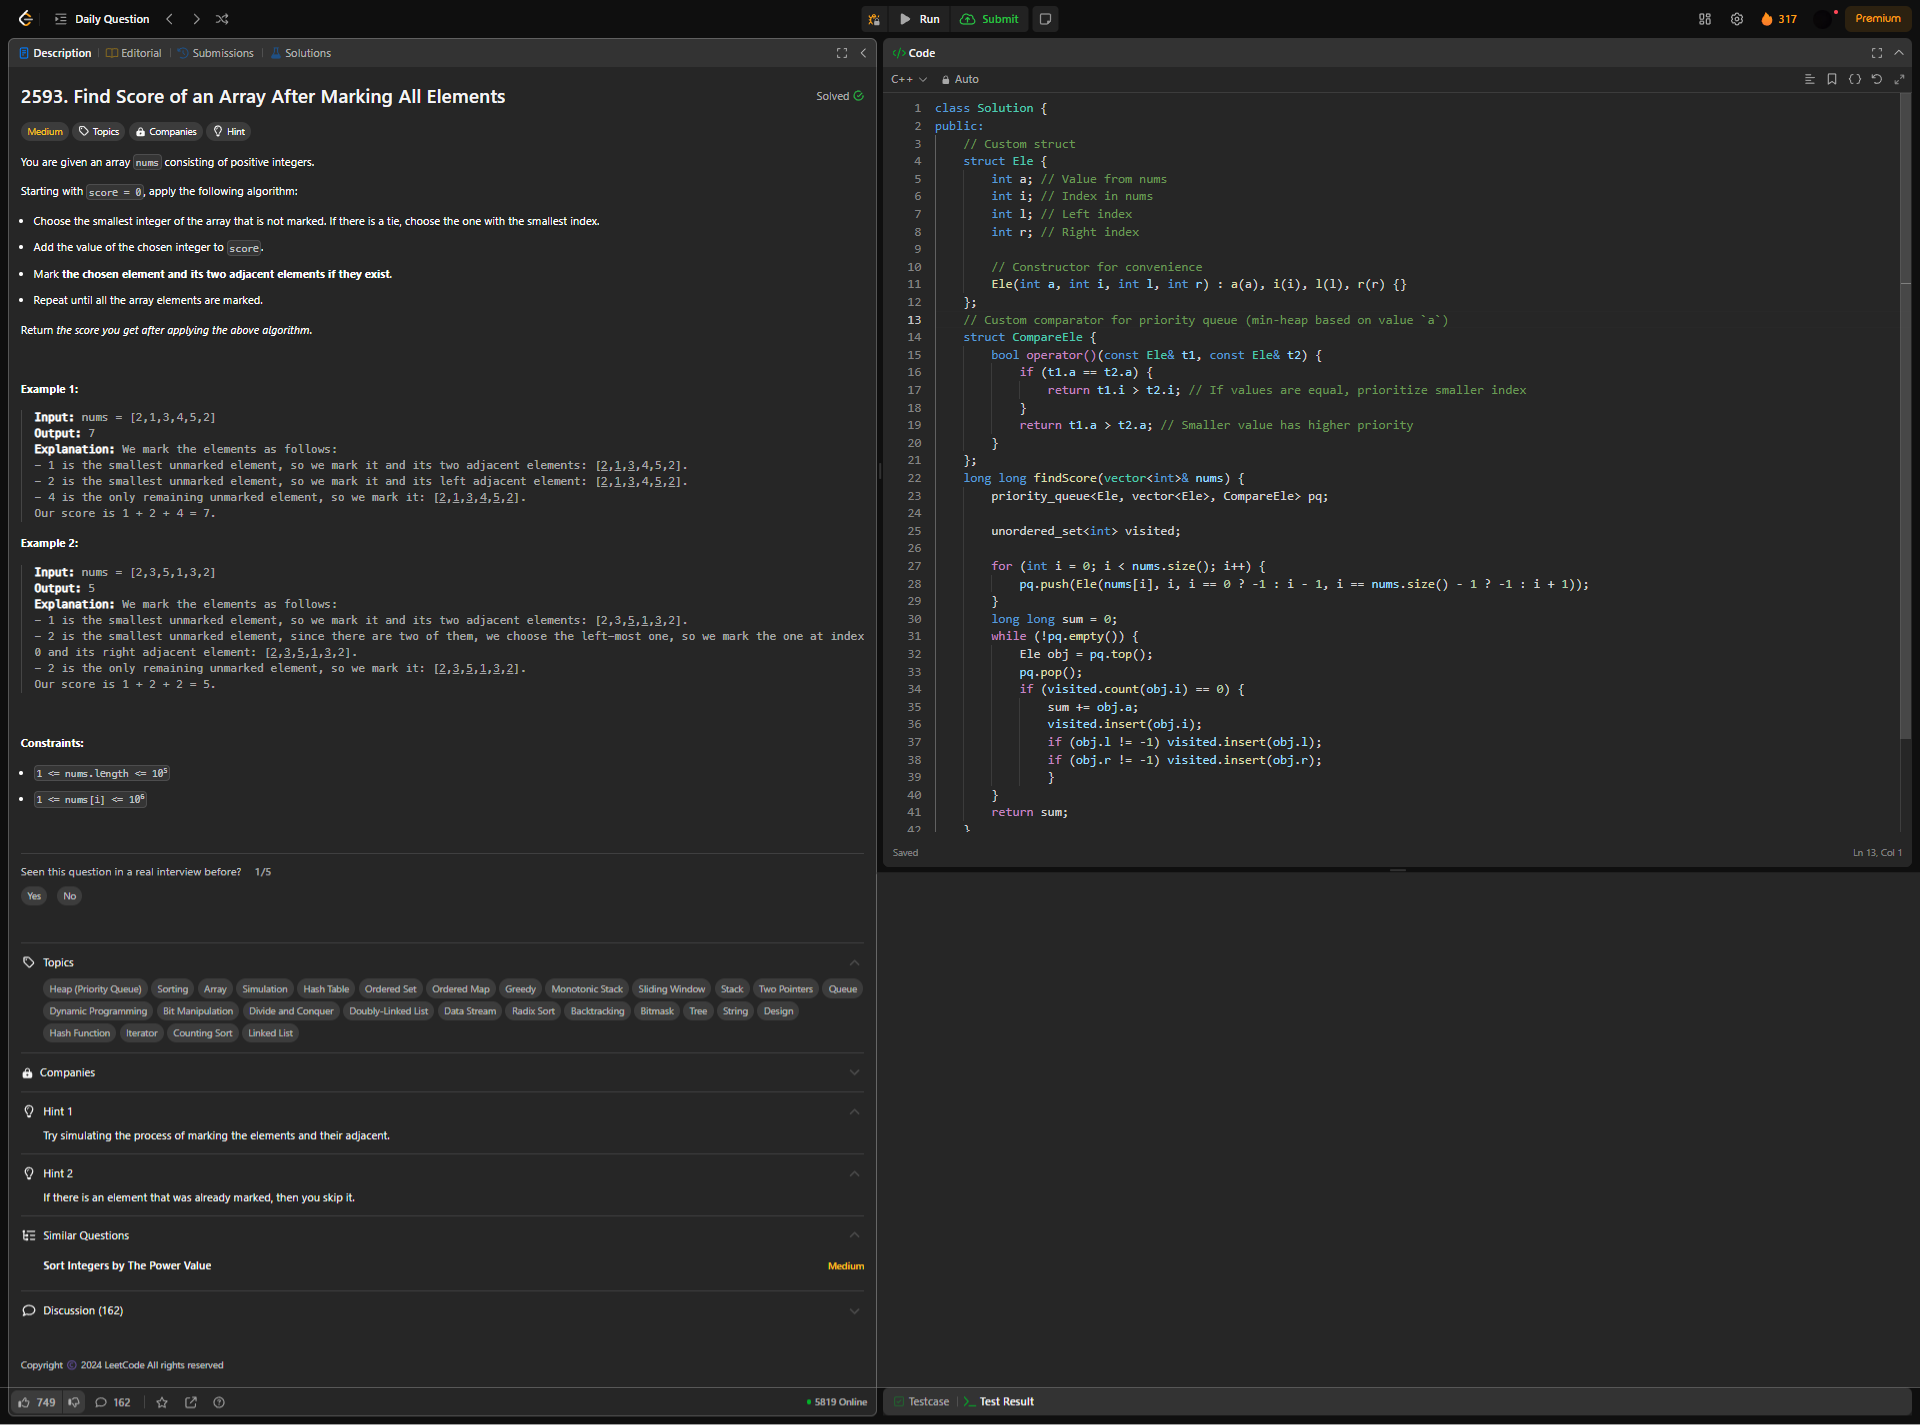 Daily Question
Run
Submit
317
Premium
Description
Editorial
Submissions
Solutions
2593. Find Score of an Array After Marking All Elements
Solved
Medium
Topics
Companies
Hint
You are given an array nums consisting of positive integers.
Starting with score = 0, apply the following algorithm:
• Choose the smallest integer of the array that is not marked. If there is a tie, choose the one with the smallest index.
• Add the value of the chosen integer to score.
• Mark the chosen element and its two adjacent elements if they exist.
• Repeat until all the array elements are marked.
Return the score you get after applying the above algorithm.
Example 1:
Input: nums = [2,1,3,4,5,2]
Output: 7
Explanation: We mark the elements as follows:
- 1 is the smallest unmarked element, so we mark it and its two adjacent elements: [2,1,3,4,5,2].
- 2 is the smallest unmarked element, so we mark it and its left adjacent element: [2,1,3,4,5,2].
- 4 is the only remaining unmarked element, so we mark it: [2,1,3,4,5,2].
Our score is 1 + 2 + 4 = 7.
Example 2:
Input: nums = [2,3,5,1,3,2]
Output: 5
Explanation: We mark the elements as follows:
- 1 is the smallest unmarked element, so we mark it and its two adjacent elements: [2,3,5,1,3,2].
- 2 is the smallest unmarked element, since there are two of them, we choose the left-most one, so we mark the one at index
0 and its right adjacent element: [2,3,5,1,3,2].
- 2 is the only remaining unmarked element, so we mark it: [2,3,5,1,3,2].
Our score is 1 + 2 + 2 = 5.
Constraints:
• 1 <= nums.length <= 10⁵
• 1 <= nums[i] <= 10⁶
Seen this question in a real interview before? 1/5
Yes No
Topics
Heap (Priority Queue) Sorting Array Simulation Hash Table Ordered Set Ordered Map Greedy Monotonic Stack Sliding Window Stack Two Pointers Queue
Dynamic Programming Bit Manipulation Divide and Conquer Doubly-Linked List Data Stream Radix Sort Backtracking Bitmask Tree String Design
Hash Function Iterator Counting Sort Linked List
Companies
Hint 1
Try simulating the process of marking the elements and their adjacent.
Hint 2
If there is an element that was already marked, then you skip it.
Similar Questions
Sort Integers by The Power Value Medium
Discussion (162)
Copyright © 2024 LeetCode All rights reserved
749
162
5819 Online
</> Code
C++
Auto
1 class Solution {
2 public:
3 // Custom struct
4 struct Ele {
5 int a; // Value from nums
6 int i; // Index in nums
7 int l; // Left index
8 int r; // Right index
9
10 // Constructor for convenience
11 Ele(int a, int i, int l, int r) : a(a), i(i), l(l), r(r) {}
12 };
13 // Custom comparator for priority queue (min-heap based on value `a`)
14 struct CompareEle {
15 bool operator()(const Ele& t1, const Ele& t2) {
16 if (t1.a == t2.a) {
17 return t1.i > t2.i; // If values are equal, prioritize smaller index
18 }
19 return t1.a > t2.a; // Smaller value has higher priority
20 }
21 };
22 long long findScore(vector<int>& nums) {
23 priority_queue<Ele, vector<Ele>, CompareEle> pq;
24
25 unordered_set<int> visited;
26
27 for (int i = 0; i < nums.size(); i++) {
28 pq.push(Ele(nums[i], i, i == 0 ? -1 : i - 1, i == nums.size() - 1 ? -1 : i + 1));
29 }
30 long long sum = 0;
31 while (!pq.empty()) {
32 Ele obj = pq.top();
33 pq.pop();
34 if (visited.count(obj.i) == 0) {
35 sum += obj.a;
36 visited.insert(obj.i);
37 if (obj.l != -1) visited.insert(obj.l);
38 if (obj.r != -1) visited.insert(obj.r);
39 }
40 }
41 return sum;
42 }
Saved
Ln 13, Col 1
Testcase
Test Result